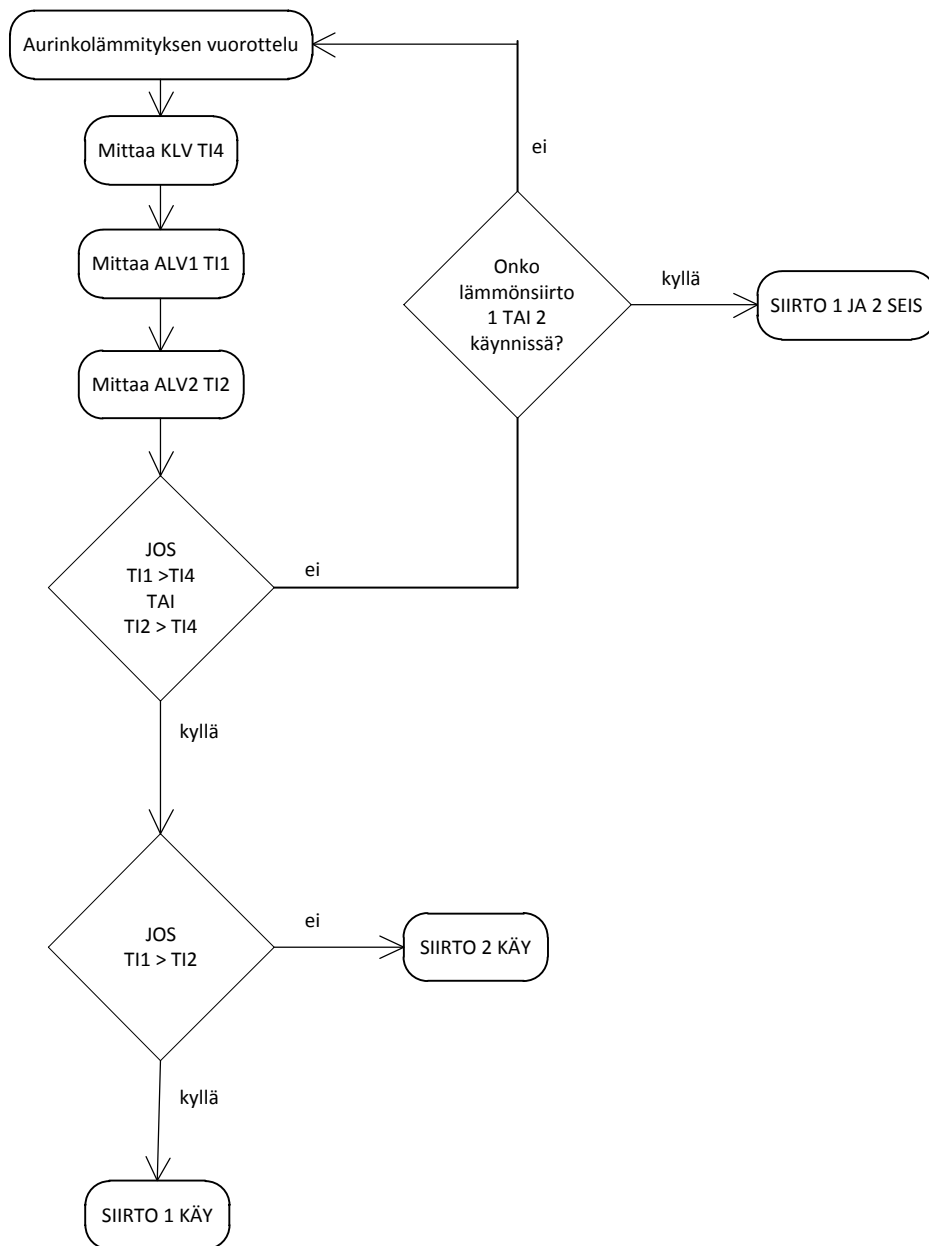 Aurinkolämmityksen vuorottelu
Mittaa KLV TI4
Mittaa ALV1 TI1
Mittaa ALV2 TI2
JOS
TI1 >TI4
TAI
TI2 > TI4
ei
kyllä
Onko
lämmönsiirto
1 TAI 2
käynnissä?
ei
kyllä
SIIRTO 1 JA 2 SEIS
JOS
TI1 > TI2
ei
SIIRTO 2 KÄY
kyllä
SIIRTO 1 KÄY